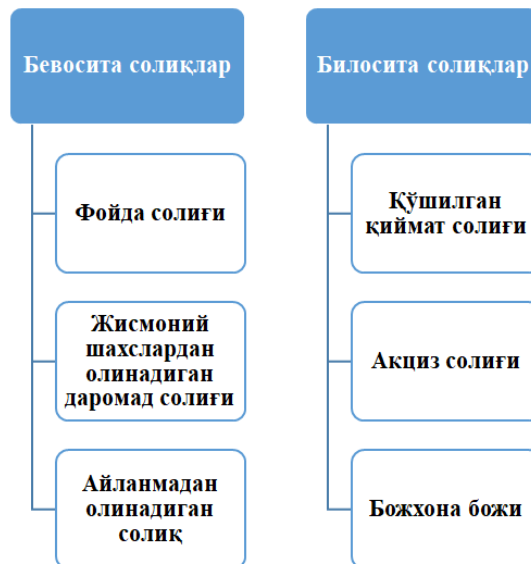 Бевосита солиқлар
Фойда солиғи
Жисмоний
шахслардан
олинадиган
даромад солиғи
Айланмадан
олинадиган
солиқ
Билосита солиқлар
Қўшилган
қиймат солиғи
Акциз солиғи
Божхона божи